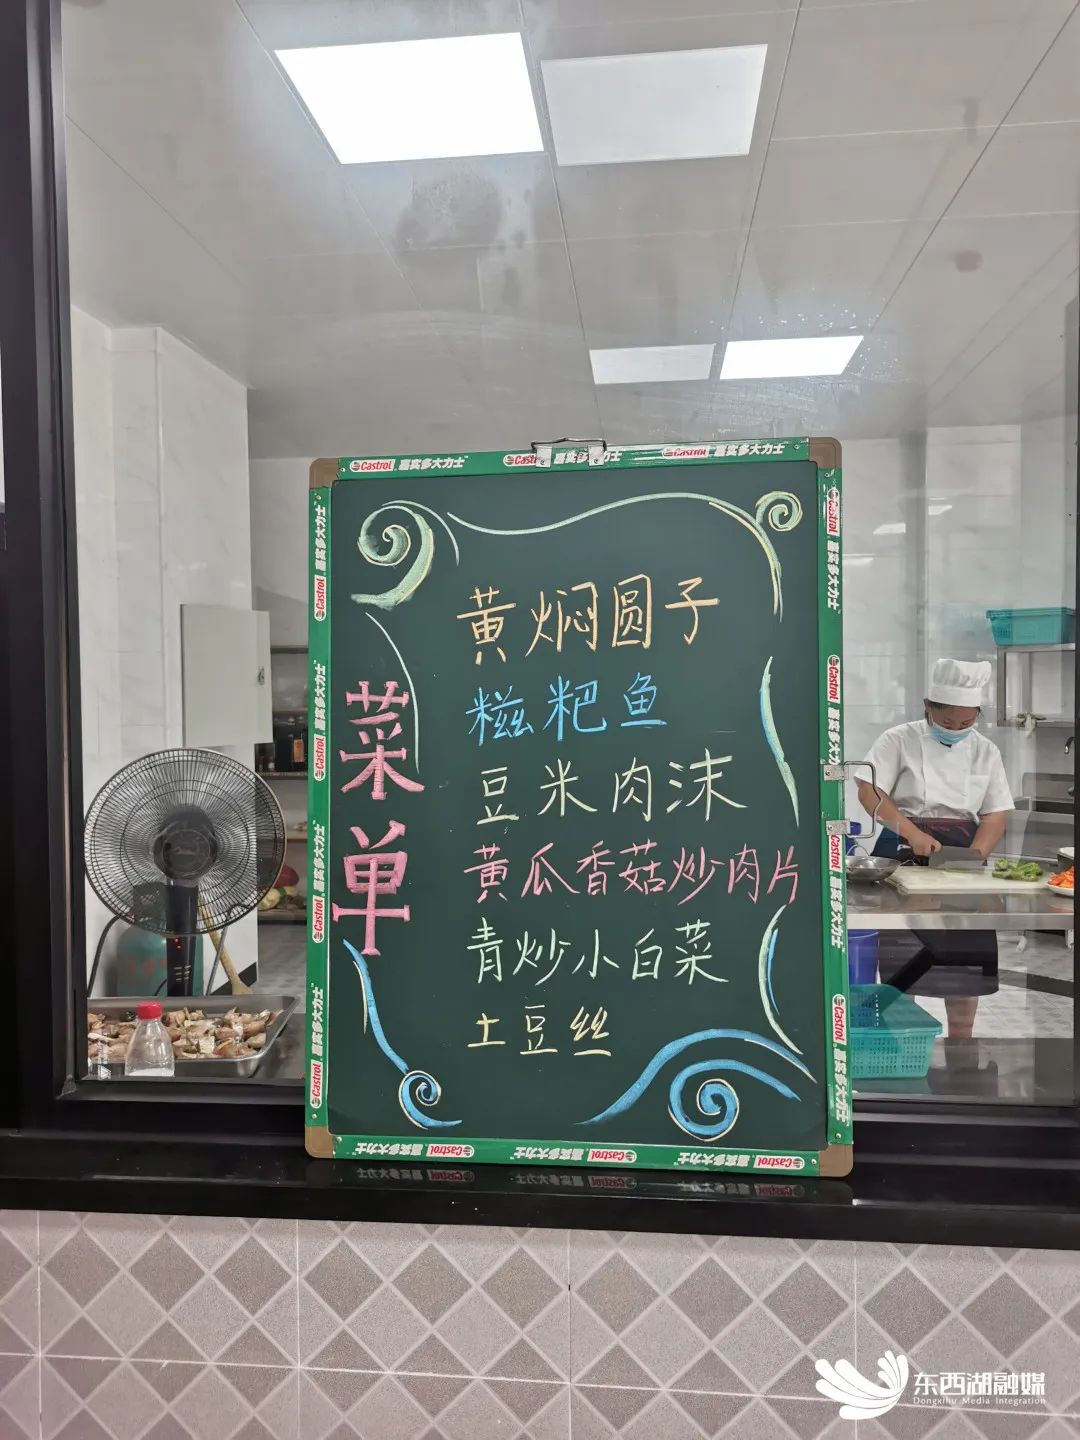 Castrol 嘉实多大力士
菜单
黄焖圆子
糍粑鱼
豆米肉沫
黄瓜香菇炒肉片
青炒小白菜
土豆丝
东西湖融媒
Dongxihu Media Integration